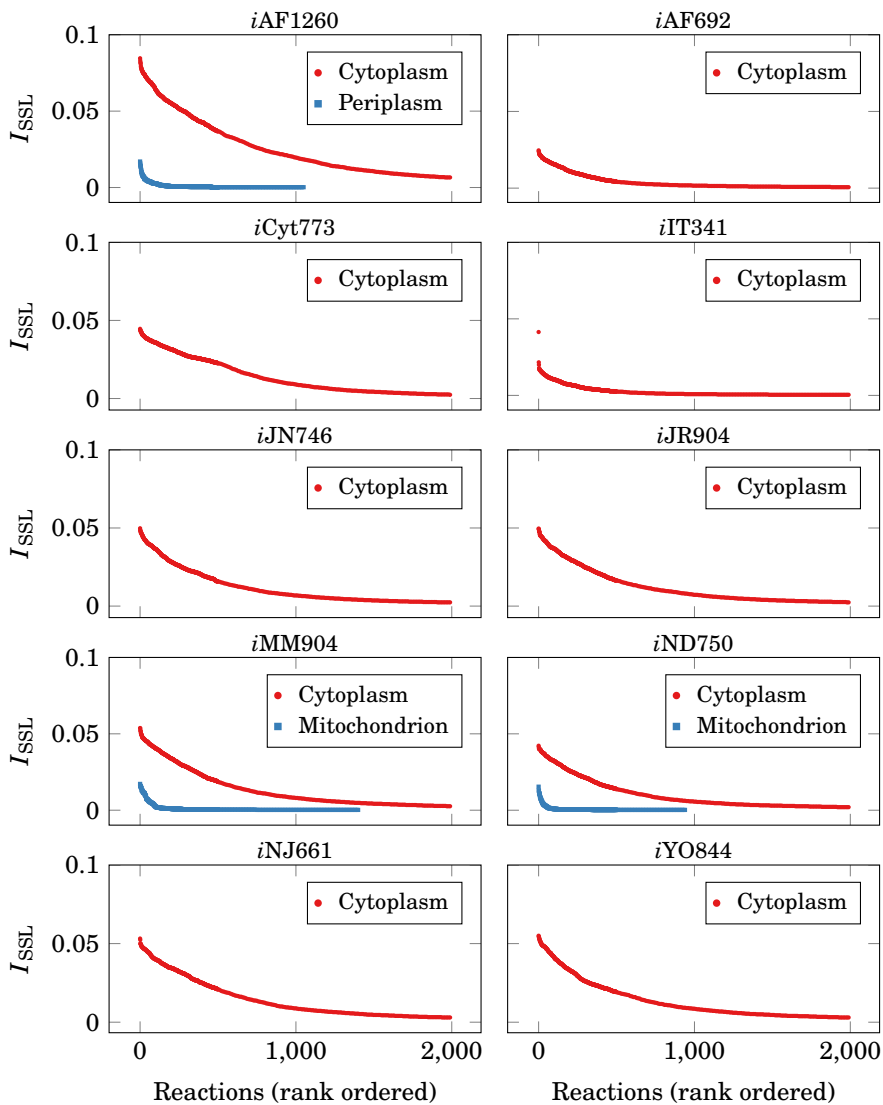 iAF1260
iAF692
0.1
0.05
0
I_SSL
Cytoplasm
Periplasm
Cytoplasm
iCyt773
iIT341
0.1
0.05
0
I_SSL
Cytoplasm
Cytoplasm
iJN746
iJR904
0.1
0.05
0
I_SSL
Cytoplasm
Cytoplasm
iMM904
iND750
0.1
0.05
0
I_SSL
Cytoplasm
Mitochondrion
Cytoplasm
Mitochondrion
iNJ661
iYO844
0.1
0.05
0
I_SSL
Cytoplasm
Cytoplasm
0 1,000 2,000
0 1,000 2,000
Reactions (rank ordered)
Reactions (rank ordered)